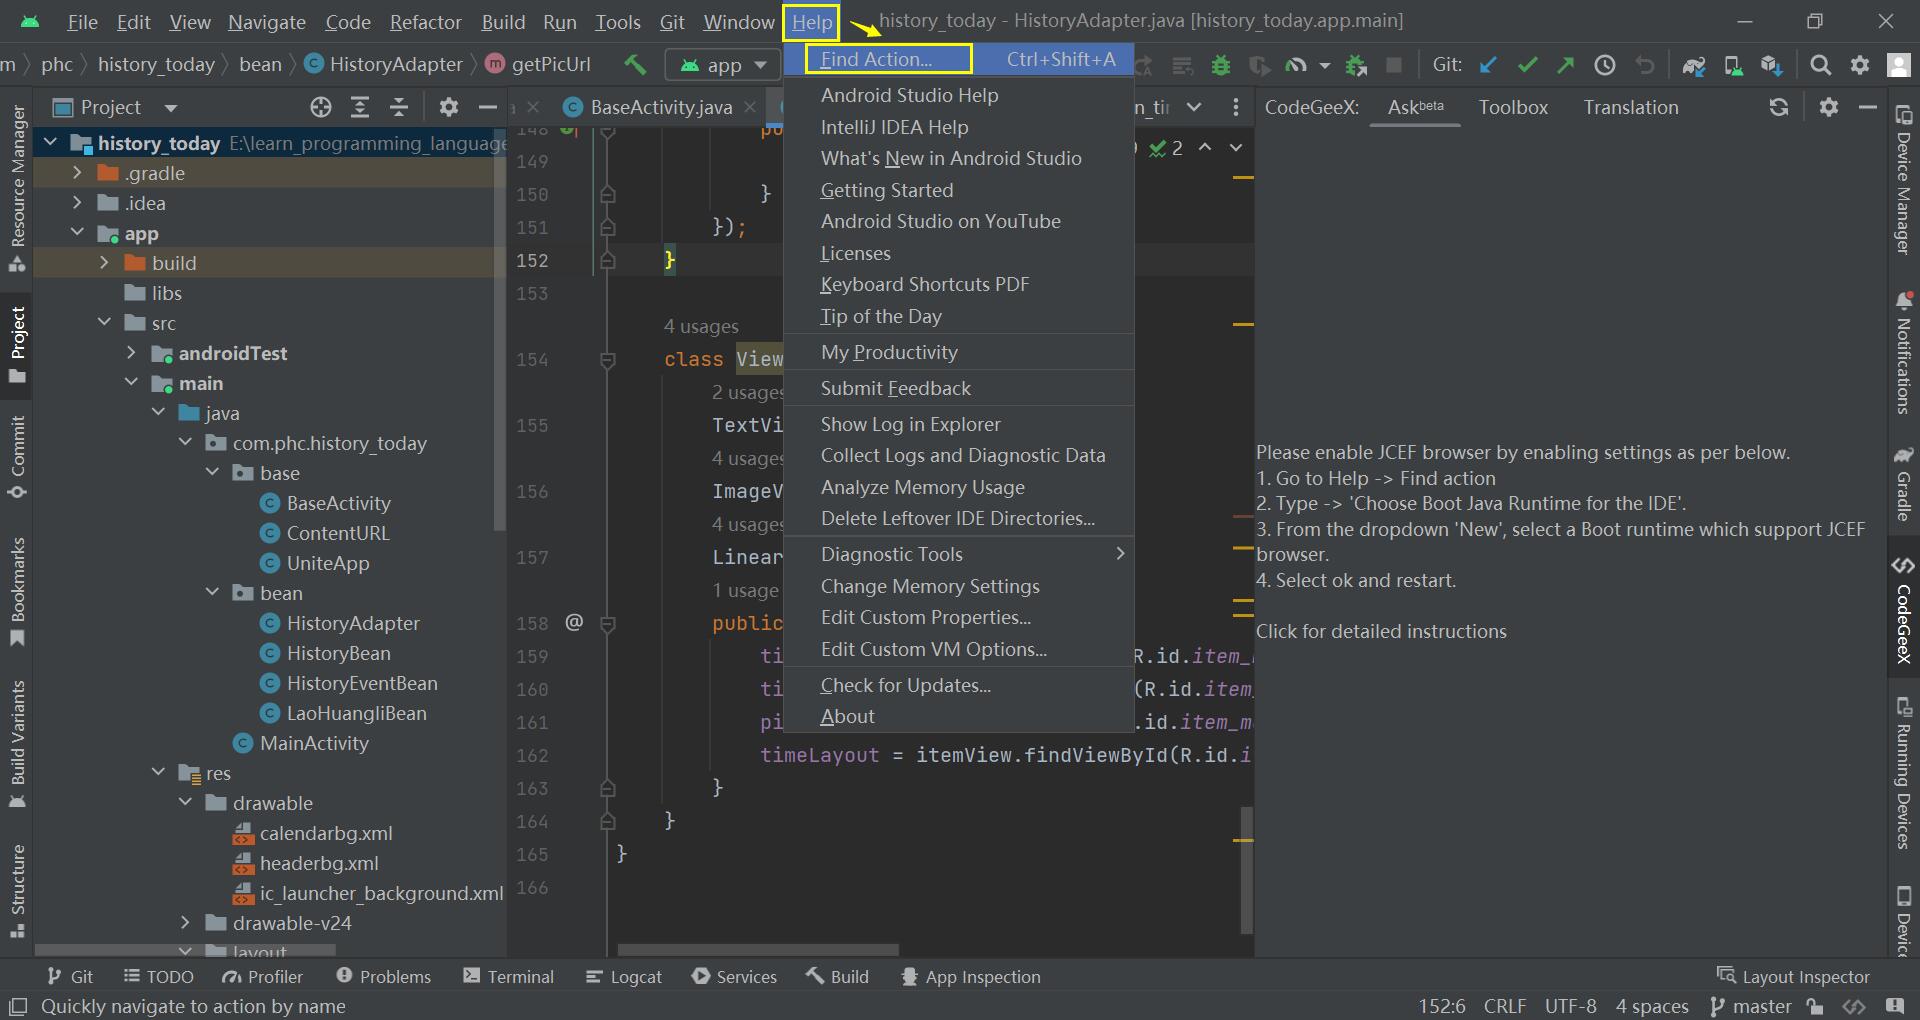 File Edit View Navigate Code Refactor Build Run Tools Git Window Help history_today - HistoryAdapter.java [history_today.app.main]
m phc history_today bean HistoryAdapter getPicUrl app Git:
Find Action... Ctrl+Shift+A
Android Studio Help
IntelliJ IDEA Help
What's New in Android Studio
Getting Started
Android Studio on YouTube
Licenses
Keyboard Shortcuts PDF
Tip of the Day
My Productivity
Submit Feedback
Show Log in Explorer
Collect Logs and Diagnostic Data
Analyze Memory Usage
Delete Leftover IDE Directories...
Diagnostic Tools
Change Memory Settings
Edit Custom Properties...
Edit Custom VM Options...
Check for Updates...
About
Resource Manager
Project
Commit
Bookmarks
Build Variants
Structure
Project
history_today E:\learn_programming_language
.gradle
.idea
app
build
libs
src
androidTest
main
java
com.phc.history_today
base
BaseActivity
ContentURL
UniteApp
bean
HistoryAdapter
HistoryBean
HistoryEventBean
LaoHuangliBean
MainActivity
res
drawable
calendarbg.xml
headerbg.xml
ic_launcher_background.xml
drawable-v24
layout
BaseActivity.java
2
148 pu
149
150 }
151 });
152 }
153
4 usages
154 class View
2 usages
155 TextVi
4 usages
156 ImageV
4 usages
157 Linear
1 usage
158 @ public
159 ti R.id.item_
160 ti (R.id.item_
161 pi .id.item_m
162 timeLayout = itemView.findViewById(R.id.i
163 }
164 }
165 }
166
CodeGeeX: Ask beta Toolbox Translation
Please enable JCEF browser by enabling settings as per below.
1. Go to Help -> Find action
2. Type -> 'Choose Boot Java Runtime for the IDE'.
3. From the dropdown 'New', select a Boot runtime which support JCEF
browser.
4. Select ok and restart.
Click for detailed instructions
Device Manager
Notifications
Gradle
CodeGeeX
Running Devices
Device
Git TODO Profiler Problems Terminal Logcat Services Build App Inspection Layout Inspector
Quickly navigate to action by name 152:6 CRLF UTF-8 4 spaces master